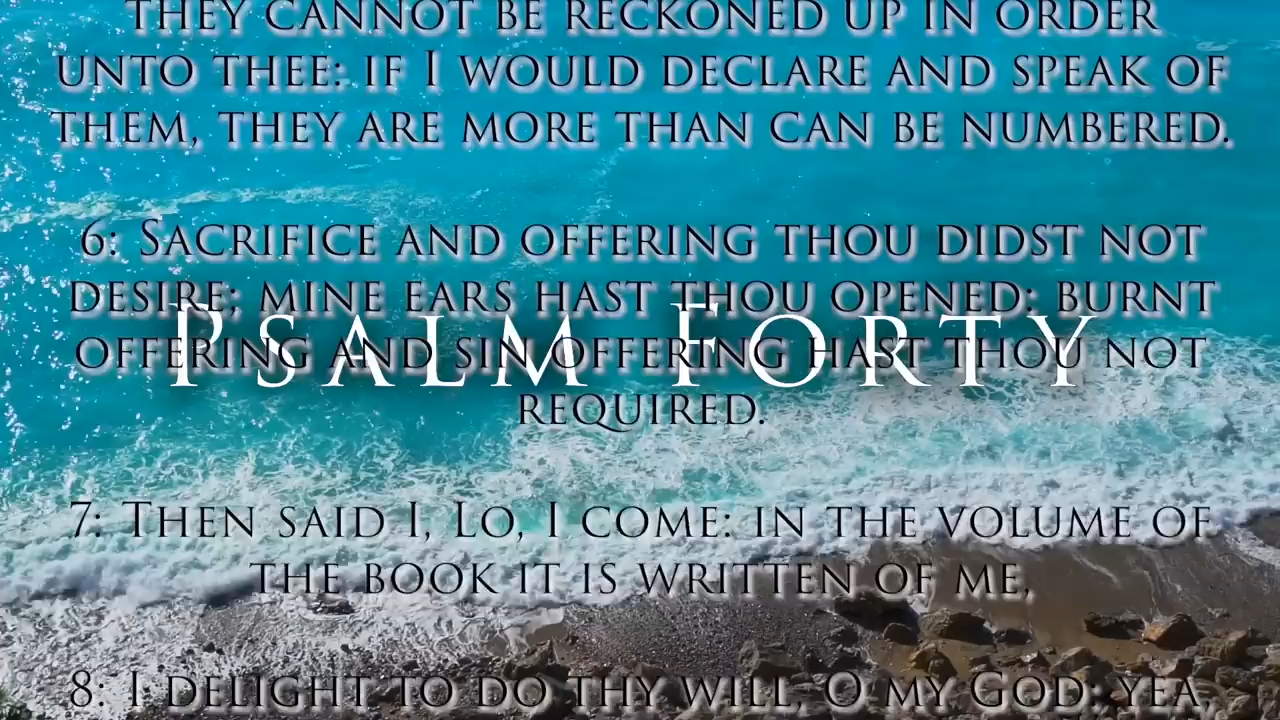 THEY CANNOT BE RECKONED UP IN ORDER
UNTO THEE: IF I WOULD DECLARE AND SPEAK OF
THEM, THEY ARE MORE THAN CAN BE NUMBERED.
6: SACRIFICE AND OFFERING THOU DIDST NOT
DESIRE; MINE EARS HAST THOU OPENED: BURNT
PSALM FORTY
OFFERING AND SIN OFFERING HAST THOU NOT
REQUIRED.
7: THEN SAID I, LO, I COME: IN THE VOLUME OF
THE BOOK IT IS WRITTEN OF ME,
8: I DELIGHT TO DO THY WILL, O MY GOD: YEA,